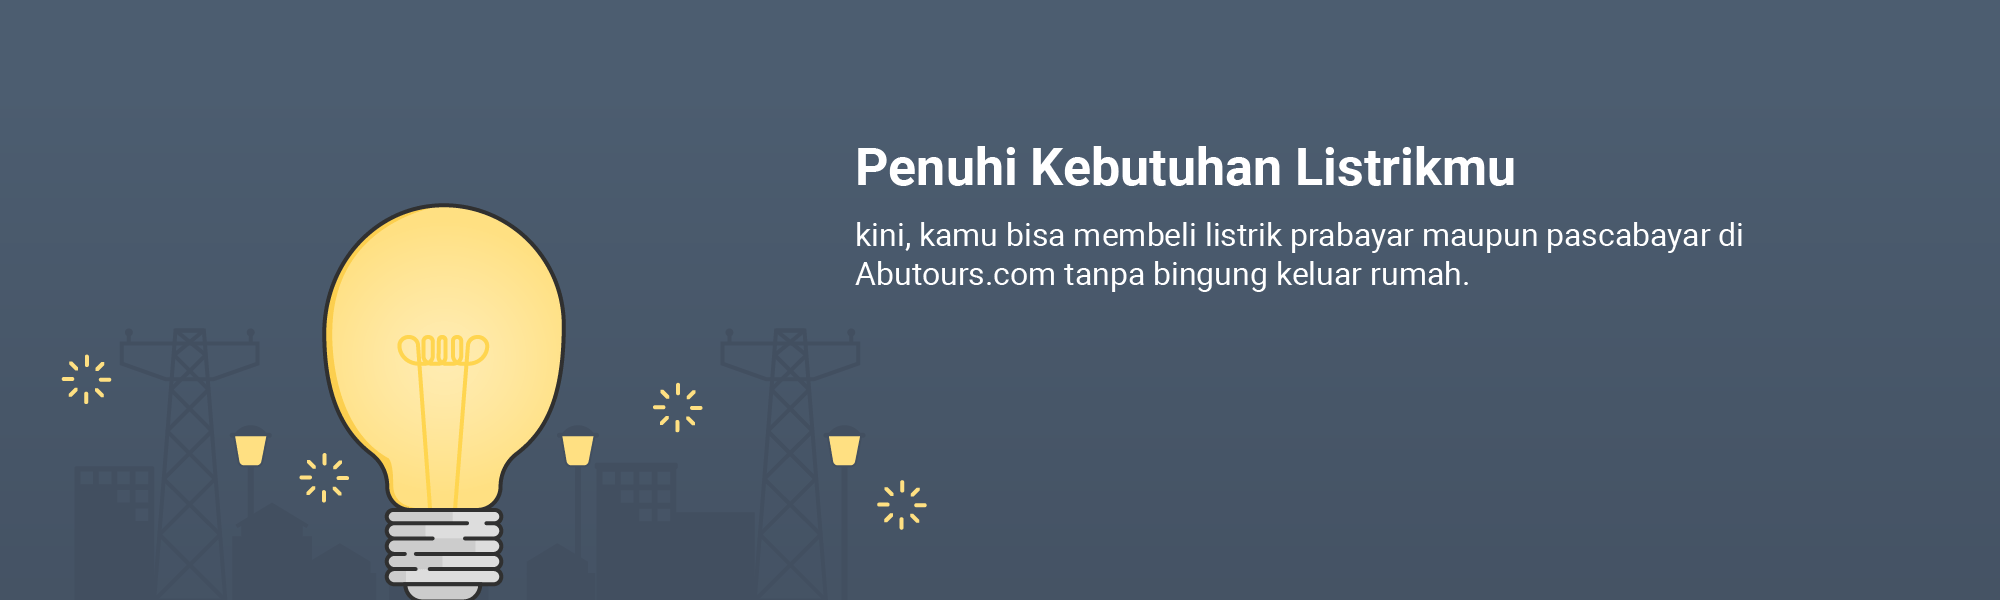 Penuhi Kebutuhan Listrikmu
kini, kamu bisa membeli listrik prabayar maupun pascabayar di
Abutours.com tanpa bingung keluar rumah.